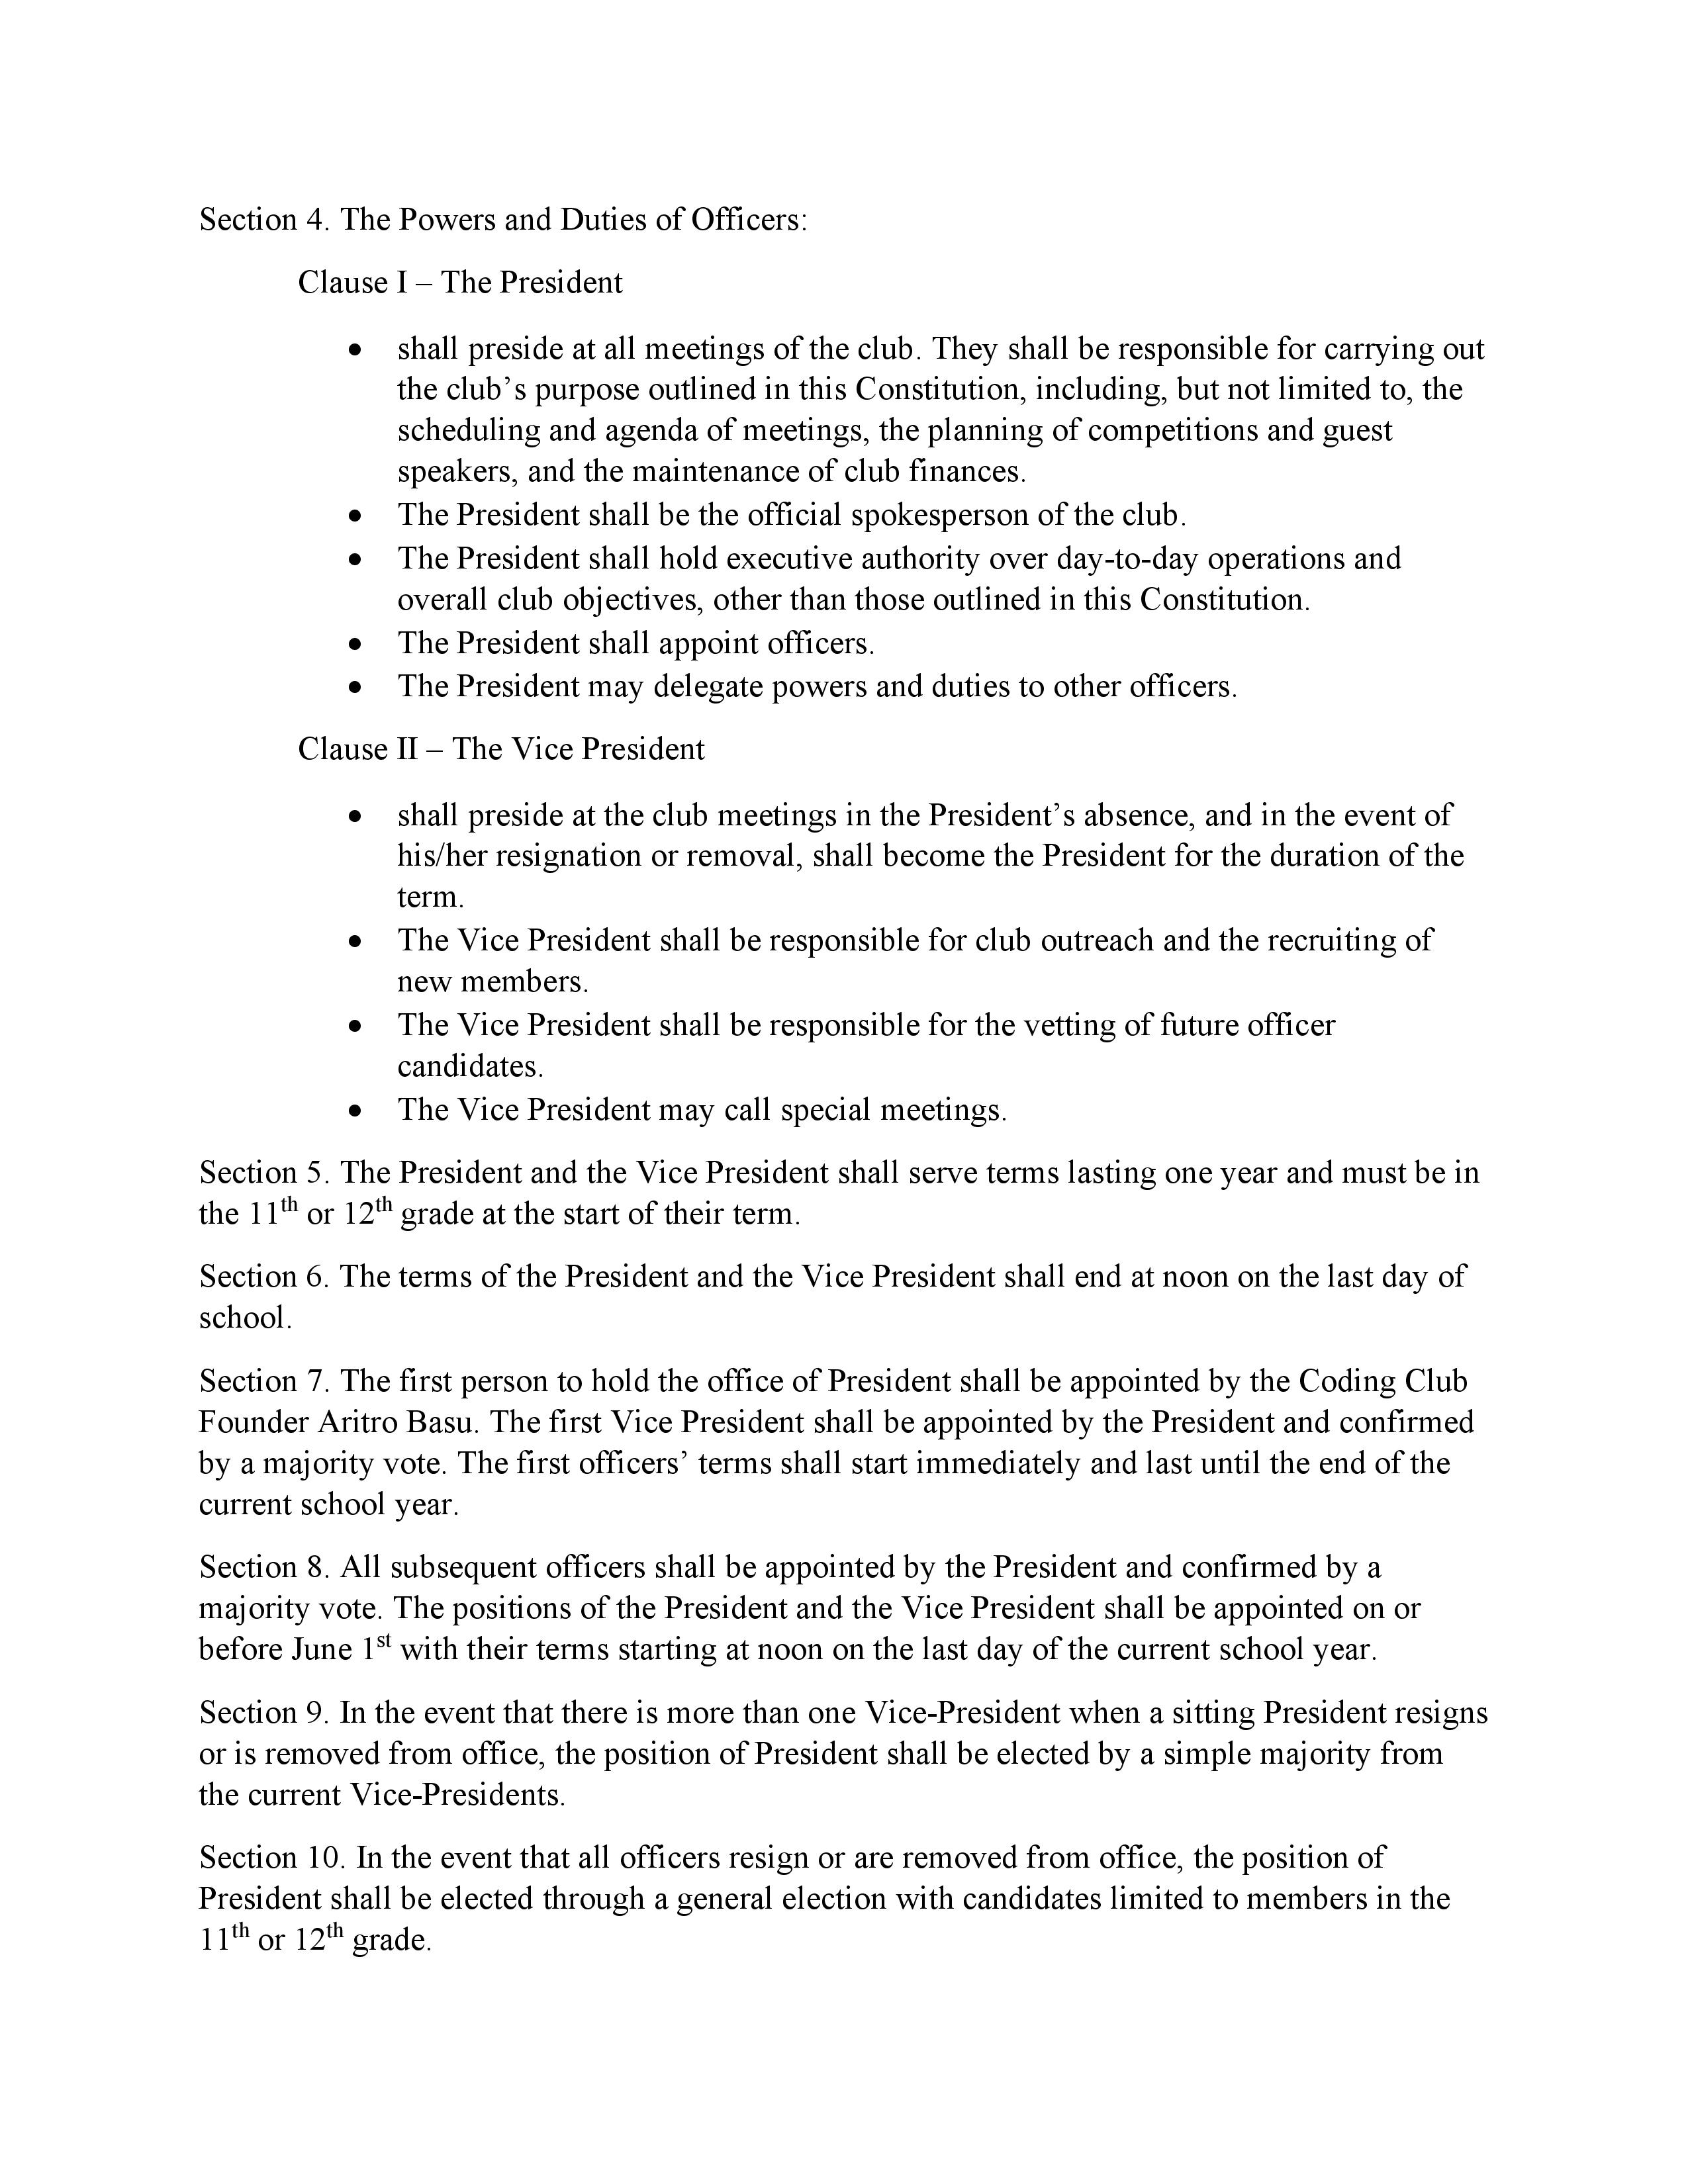 Section 4. The Powers and Duties of Officers:
Clause I – The President
• shall preside at all meetings of the club. They shall be responsible for carrying out
the club’s purpose outlined in this Constitution, including, but not limited to, the
scheduling and agenda of meetings, the planning of competitions and guest
speakers, and the maintenance of club finances.
• The President shall be the official spokesperson of the club.
• The President shall hold executive authority over day-to-day operations and
overall club objectives, other than those outlined in this Constitution.
• The President shall appoint officers.
• The President may delegate powers and duties to other officers.
Clause II – The Vice President
• shall preside at the club meetings in the President’s absence, and in the event of
his/her resignation or removal, shall become the President for the duration of the
term.
• The Vice President shall be responsible for club outreach and the recruiting of
new members.
• The Vice President shall be responsible for the vetting of future officer
candidates.
• The Vice President may call special meetings.
Section 5. The President and the Vice President shall serve terms lasting one year and must be in
the 11th or 12th grade at the start of their term.
Section 6. The terms of the President and the Vice President shall end at noon on the last day of
school.
Section 7. The first person to hold the office of President shall be appointed by the Coding Club
Founder Aritro Basu. The first Vice President shall be appointed by the President and confirmed
by a majority vote. The first officers’ terms shall start immediately and last until the end of the
current school year.
Section 8. All subsequent officers shall be appointed by the President and confirmed by a
majority vote. The positions of the President and the Vice President shall be appointed on or
before June 1st with their terms starting at noon on the last day of the current school year.
Section 9. In the event that there is more than one Vice-President when a sitting President resigns
or is removed from office, the position of President shall be elected by a simple majority from
the current Vice-Presidents.
Section 10. In the event that all officers resign or are removed from office, the position of
President shall be elected through a general election with candidates limited to members in the
11th or 12th grade.